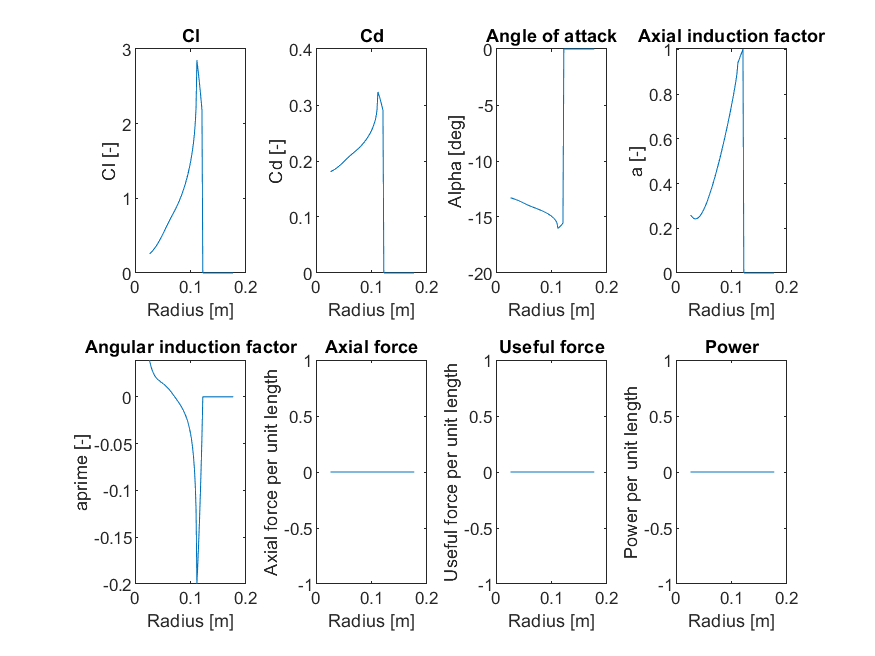 Cl
Cl [-]
3
2
1
0
0 0.1 0.2
Radius [m]
Cd
Cd [-]
0.4
0.3
0.2
0.1
0
0 0.1 0.2
Radius [m]
Angle of attack
Alpha [deg]
0
-5
-10
-15
-20
0 0.1 0.2
Radius [m]
Axial induction factor
a [-]
1
0.8
0.6
0.4
0.2
0
0 0.1 0.2
Radius [m]
Angular induction factor
aprime [-]
0
-0.05
-0.1
-0.15
-0.2
0 0.1 0.2
Radius [m]
Axial force
Axial force per unit length
1
0.5
0
-0.5
-1
0 0.1 0.2
Radius [m]
Useful force
Useful force per unit length
1
0.5
0
-0.5
-1
0 0.1 0.2
Radius [m]
Power
Power per unit length
1
0.5
0
-0.5
-1
0 0.1 0.2
Radius [m]